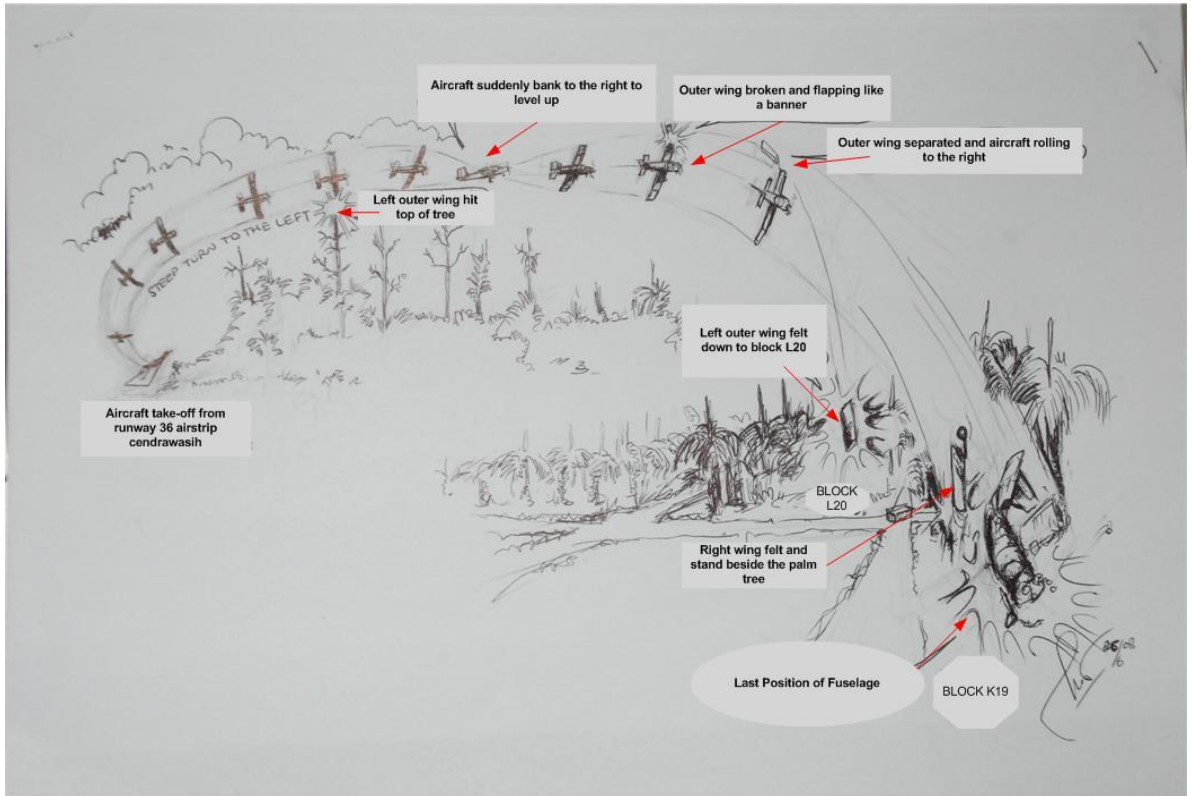 Aircraft suddenly bank to the right to
level up
Outer wing broken and flapping like
a banner
Outer wing separated and aircraft rolling
to the right
Left outer wing hit
top of tree
STEEP TURN TO THE LEFT
Left outer wing felt
down to block L20
Aircraft take-off from
runway 36 airstrip
cendrawasih
BLOCK
L20
Right wing felt and
stand beside the palm
tree
Last Position of Fuselage
BLOCK K19